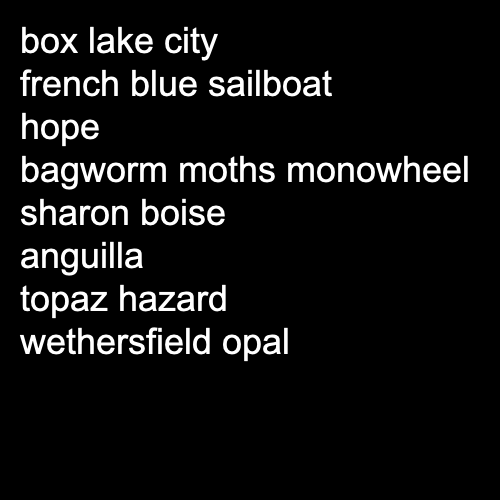 box lake city
french blue sailboat
hope
bagworm moths monowheel
sharon boise
anguilla
topaz hazard
wethersfield opal